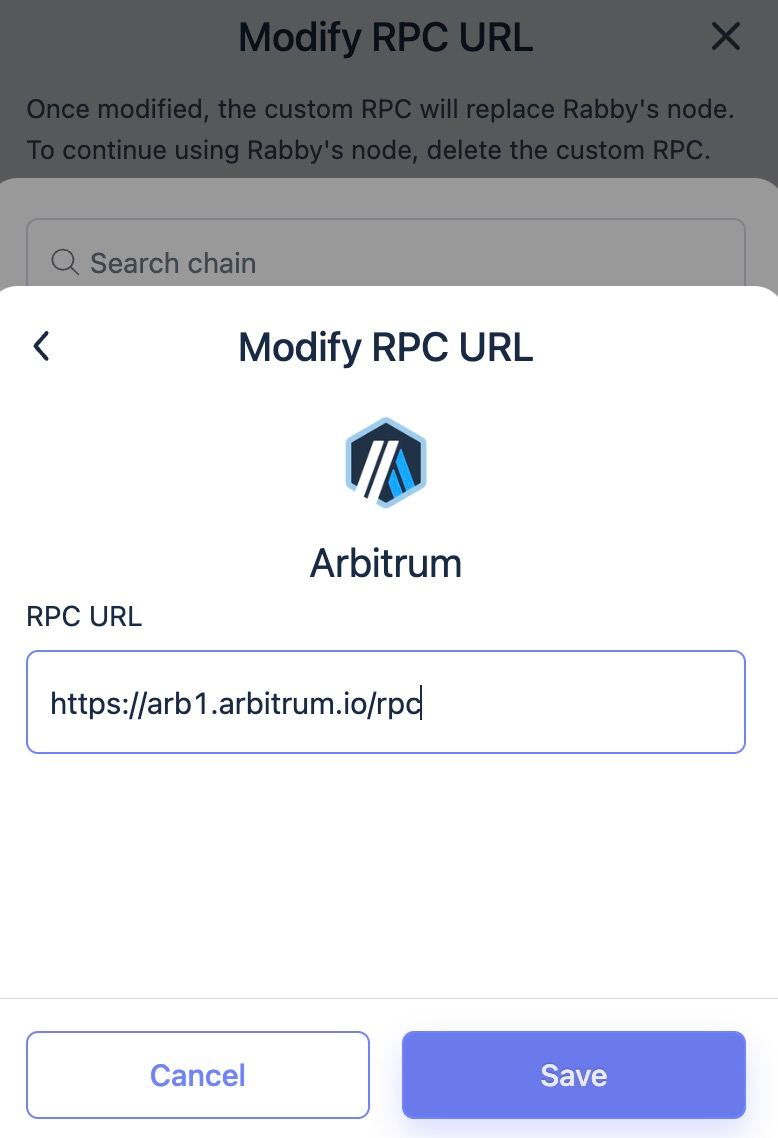 Modify RPC URL
Once modified, the custom RPC will replace Rabby's node.
To continue using Rabby's node, delete the custom RPC.
Search chain
Modify RPC URL
Arbitrum
RPC URL
https://arb1.arbitrum.io/rpc
Cancel
Save